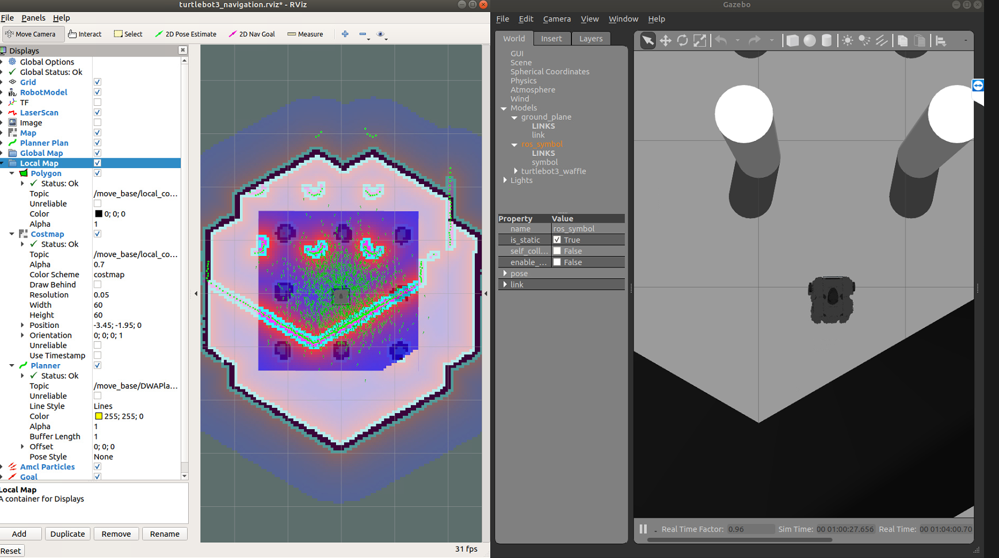 turtlebot3_navigation.rviz* - RViz
File Panels Help
Move Camera Interact Select 2D Pose Estimate 2D Nav Goal Measure
Displays
Global Options
Global Status: Ok
Grid
RobotModel
TF
LaserScan
Image
Map
Planner Plan
Global Map
Local Map
Polygon
Status: Ok
Topic /move_base/local_co...
Unreliable
Color 0; 0; 0
Alpha 1
Costmap
Status: Ok
Topic /move_base/local_co...
Alpha 0.7
Color Scheme costmap
Draw Behind
Resolution 0.05
Width 60
Height 60
Position -3.45; -1.95; 0
Orientation 0; 0; 0; 1
Unreliable
Use Timestamp
Planner
Status: Ok
Topic /move_base/DWAPla...
Unreliable
Line Style Lines
Color 255; 255; 0
Alpha 1
Buffer Length 1
Offset 0; 0; 0
Pose Style None
Amcl Particles
Goal
Local Map
A container for Displays
Add Duplicate Remove Rename
Reset
31 fps
Gazebo
File Edit Camera View Window Help
World Insert Layers
GUI
Scene
Spherical Coordinates
Physics
Atmosphere
Wind
Models
ground_plane
LINKS
link
ros_symbol
LINKS
symbol
turtlebot3_waffle
Lights
Property Value
name ros_symbol
is_static True
self_coll... False
enable_... False
pose
link
Real Time Factor: 0.96 Sim Time: 00 01:00:27.656 Real Time: 00 01:04:00.70